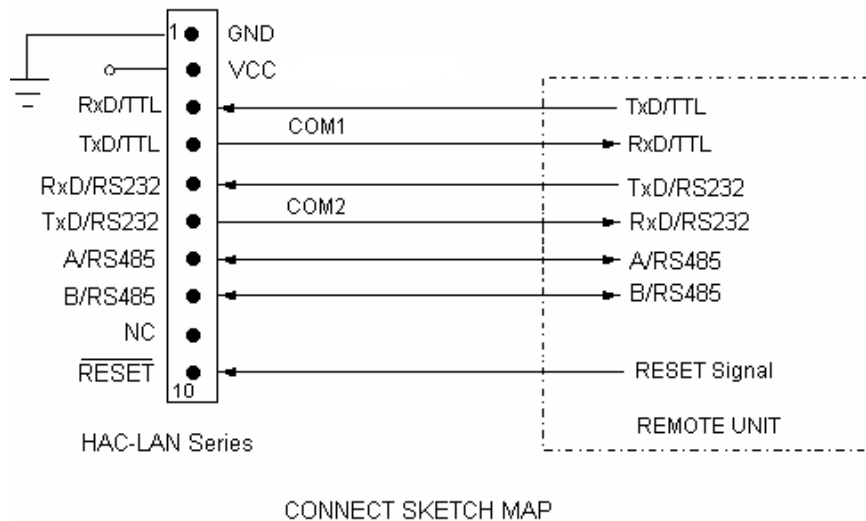 1 GND
VCC
RxD/TTL TxD/TTL
COM1
TxD/TTL RxD/TTL
RxD/RS232 TxD/RS232
COM2
TxD/RS232 RxD/RS232
A/RS485 A/RS485
B/RS485 B/RS485
NC
RESET RESET Signal
10
REMOTE UNIT
HAC-LAN Series
CONNECT SKETCH MAP